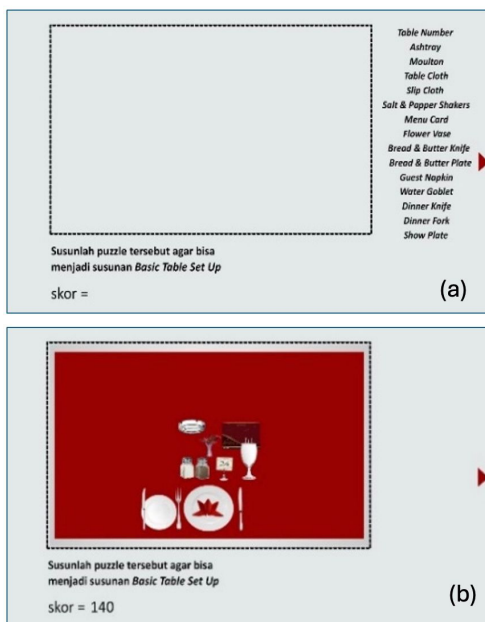 Table Number
Ashtray
Moulton
Table Cloth
Slip Cloth
Salt & Papper Shakers
Menu Card
Flower Vase
Bread & Butter Knife
Bread & Butter Plate
Guest Napkin
Water Goblet
Dinner Knife
Dinner Fork
Show Plate
Susunlah puzzle tersebut agar bisa
menjadi susunan Basic Table Set Up
skor =
(a)
24
Susunlah puzzle tersebut agar bisa
menjadi susunan Basic Table Set Up
skor = 140
(b)